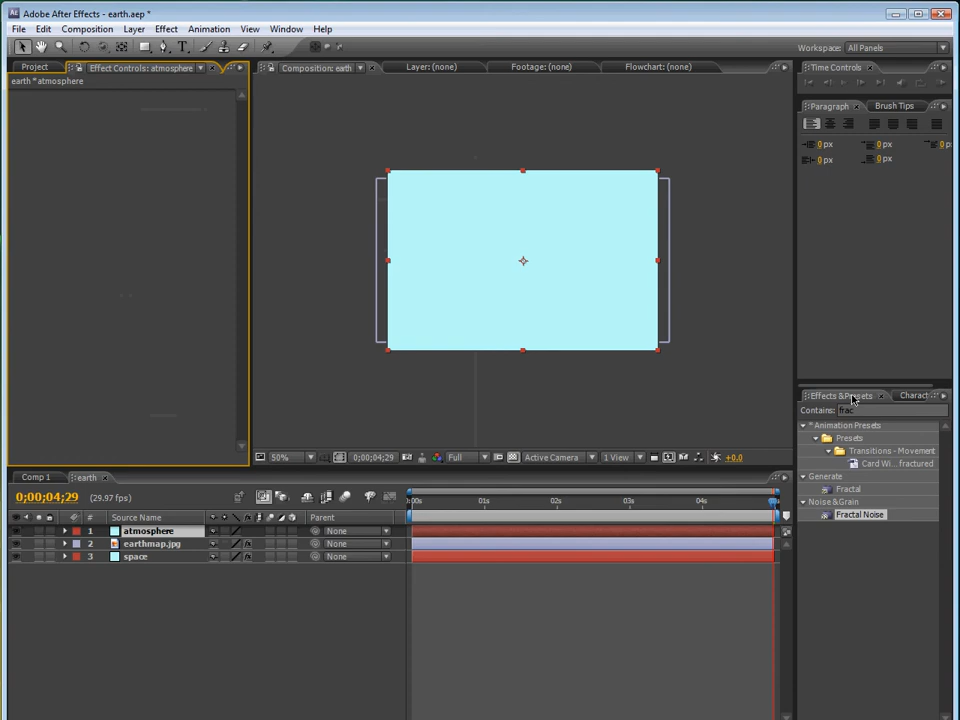 Adobe After Effects - earth.aep *
File Edit Composition Layer Effect Animation View Window Help
Workspace: All Panels
Project Effect Controls: atmosphere
earth * atmosphere
Composition: earth Layer: (none) Footage: (none) Flowchart: (none)
Time Controls
Paragraph Brush Tips
0 px 0 px 0 p
0 px 0 px
Effects & Presets Charact
Contains: frac
* Animation Presets
Presets
Transitions - Movement
Card Wi...fractured
Generate
Fractal
Noise & Grain
Fractal Noise
50% 0;00;04;29 Full Active Camera 1 View +0.0
Comp 1 earth
0;00;04;29 (29.97 fps)
:00s 01s 02s 03s 04s
# Source Name Parent
1 atmosphere None
2 earthmap.jpg None
3 space None